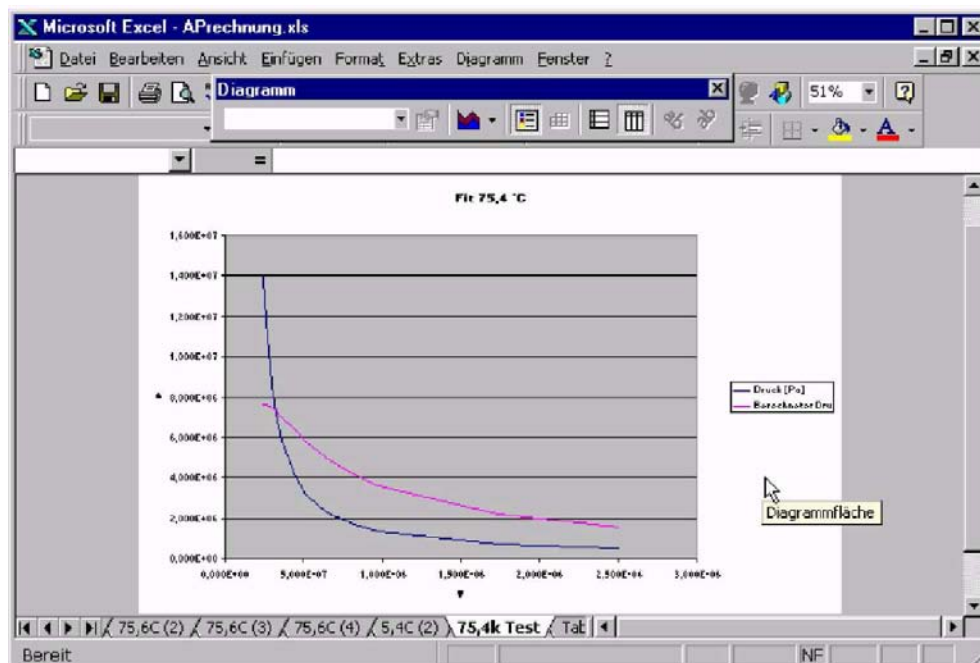 Microsoft Excel - APrechnung.xls
Datei Bearbeiten Ansicht Einfügen Format Extras Diagramm Fenster ?
Diagramm
51%
=
Fit 75,4 °C
1,600E+07
1,400E+07
1,200E+07
1,000E+07
8,000E+06
6,000E+06
4,000E+06
2,000E+06
0,000E+00
0,000E+00 5,000E-07 1,000E-06 1,500E-06 2,000E-06 2,500E-06 3,000E-06
Druck [Pa]
Berechneter Dru
Diagrammfläche
75,6C (2) 75,6C (3) 75,6C (4) 5,4C (2) 75,4k Test Tab
Bereit NF